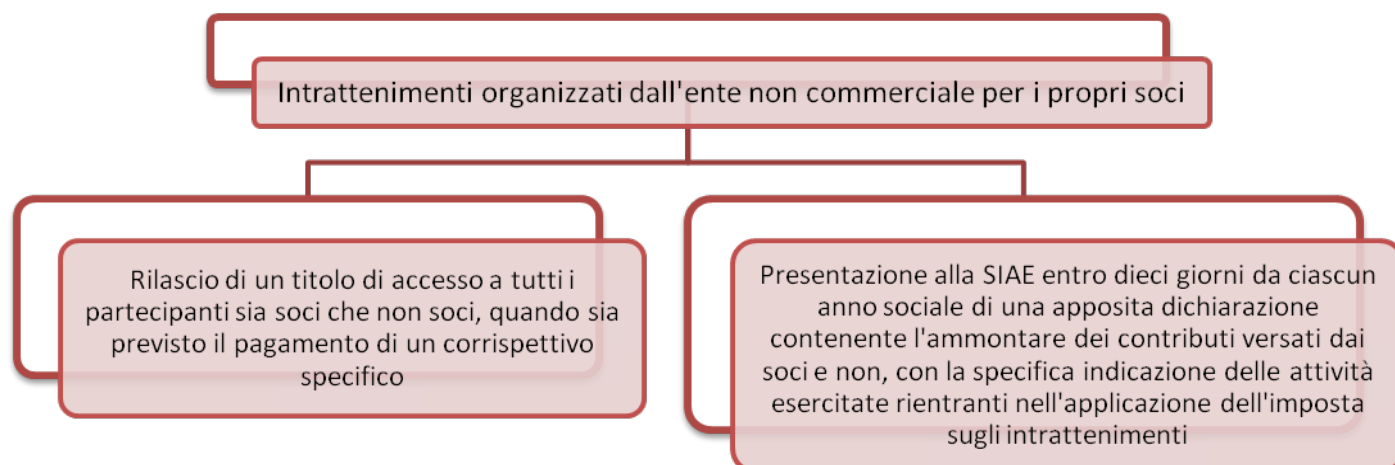 Intrattenimenti organizzati dall'ente non commerciale per i propri soci
Rilascio di un titolo di accesso a tutti i
partecipanti sia soci che non soci, quando sia
previsto il pagamento di un corrispettivo
specifico
Presentazione alla SIAE entro dieci giorni da ciascun
anno sociale di una apposita dichiarazione
contenente l'ammontare dei contributi versati dai
soci e non, con la specifica indicazione delle attività
esercitate rientranti nell'applicazione dell'imposta
sugli intrattenimenti